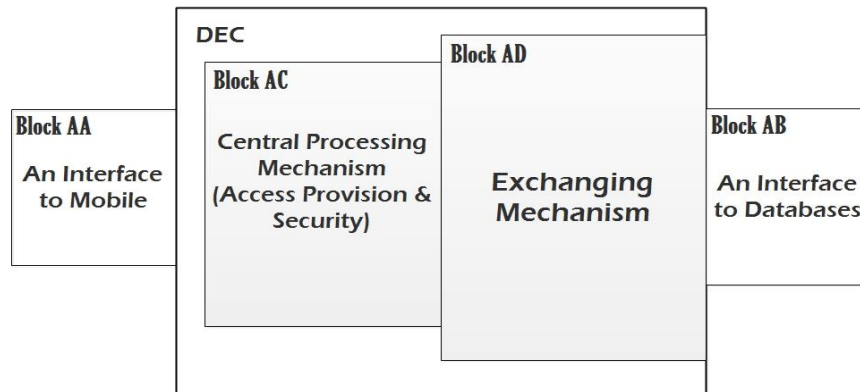 DEC
Block AD
Block AC
Central Processing
Mechanism
(Access Provision &
Security)
Block AA
An Interface
to Mobile
Exchanging
Mechanism
Block AB
An Interface
to Databases